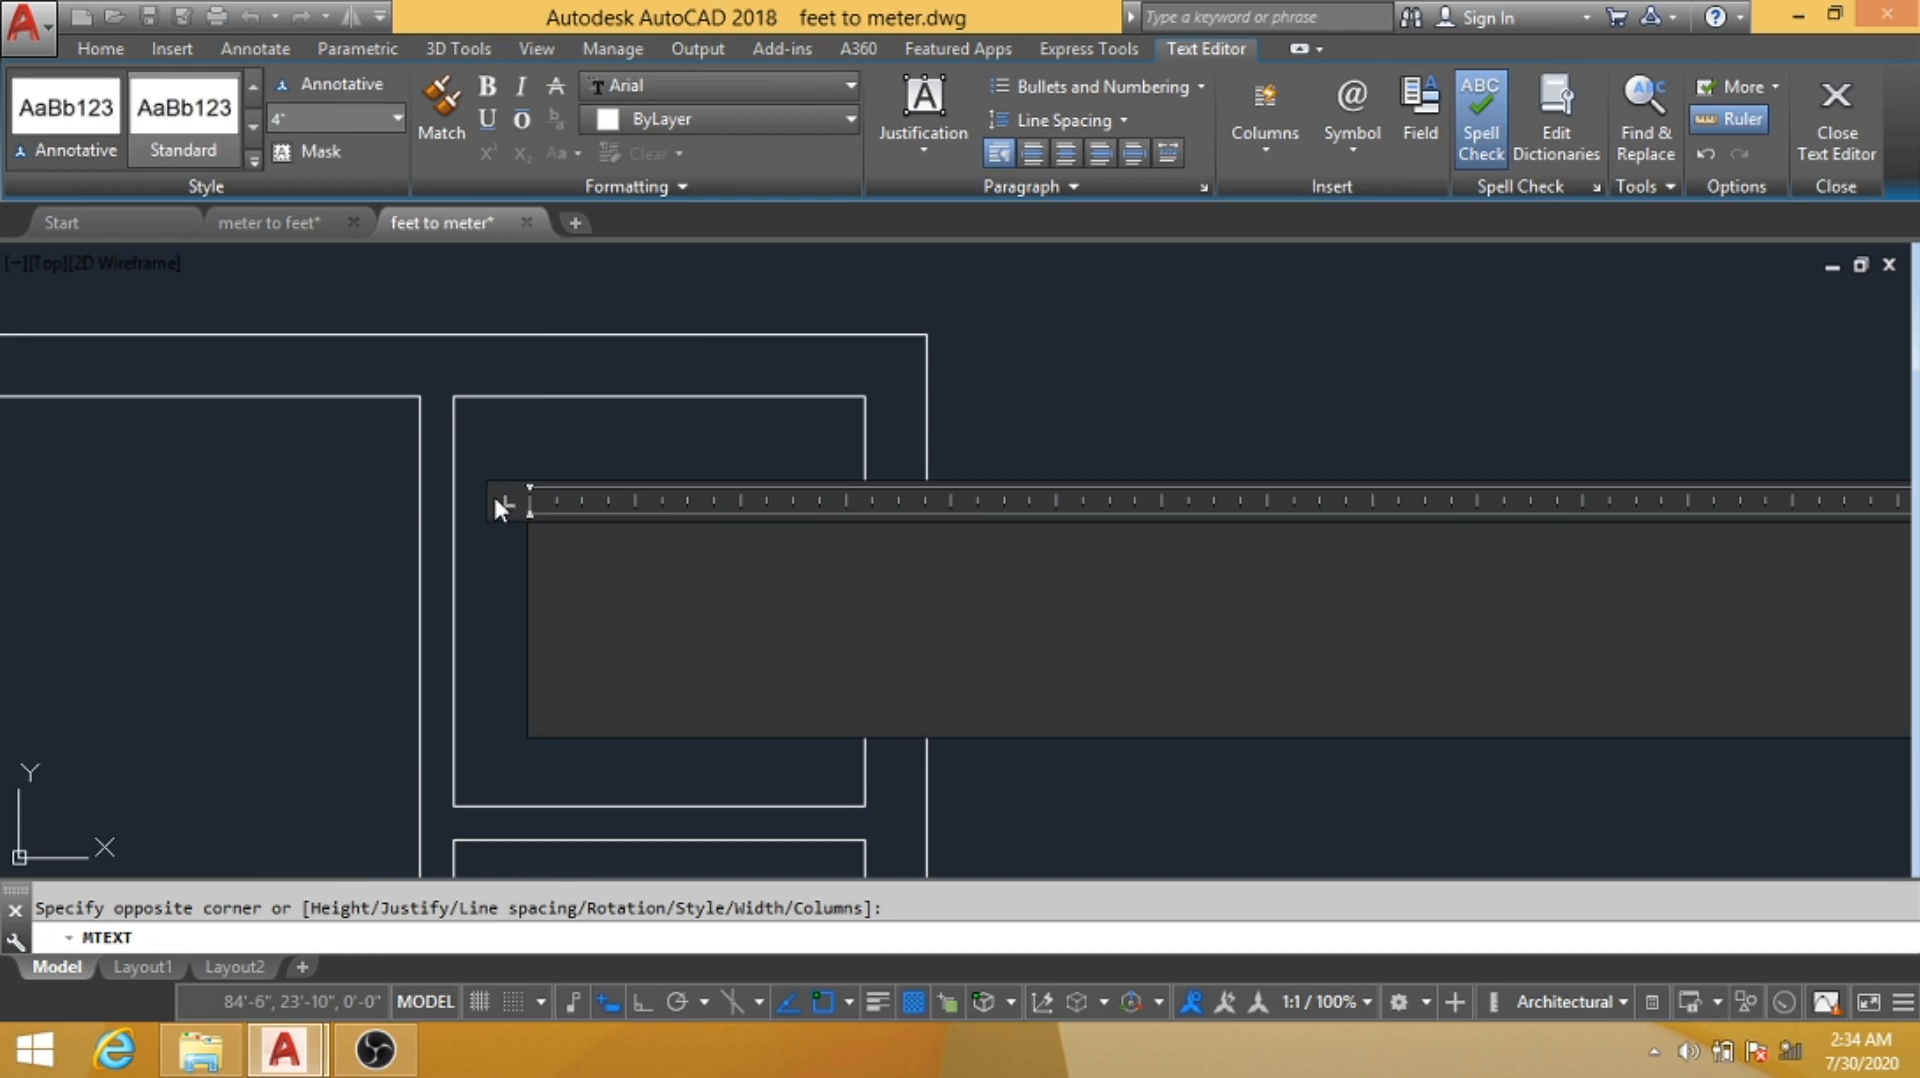 Autodesk AutoCAD 2018 feet to meter.dwg
Type a keyword or phrase
Sign In
Home Insert Annotate Parametric 3D Tools View Manage Output Add-ins A360 Featured Apps Express Tools Text Editor
AaBb123 AaBb123
Annotative Standard
Annotative
4"
Mask
Style
Match
B I A
U O b/a
X² X₂ Aa Clear
Arial
ByLayer
Formatting
A
Justification
Bullets and Numbering
Line Spacing
Paragraph
Columns
@
Symbol
Field
Insert
ABC
Spell
Check
Edit
Dictionaries
Spell Check
ABC
Find &
Replace
Tools
More
Ruler
Options
Close
Text Editor
Close
Start meter to feet* feet to meter*
[−][Top][2D Wireframe]
Y
X
Specify opposite corner or [Height/Justify/Line spacing/Rotation/Style/Width/Columns]:
MTEXT
Model Layout1 Layout2
84'-6", 23'-10", 0'-0" MODEL 1:1 / 100% Architectural
2:34 AM
7/30/2020